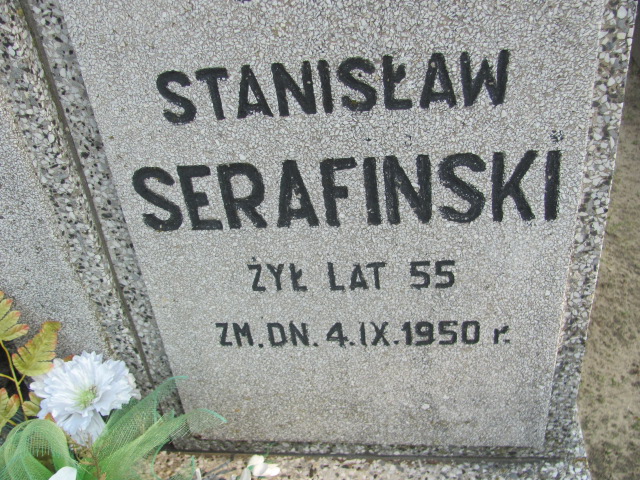 STANISŁAW
SERAFINSKI
ŻYŁ LAT 55
ZM. DN. 4.IX.1950 r.